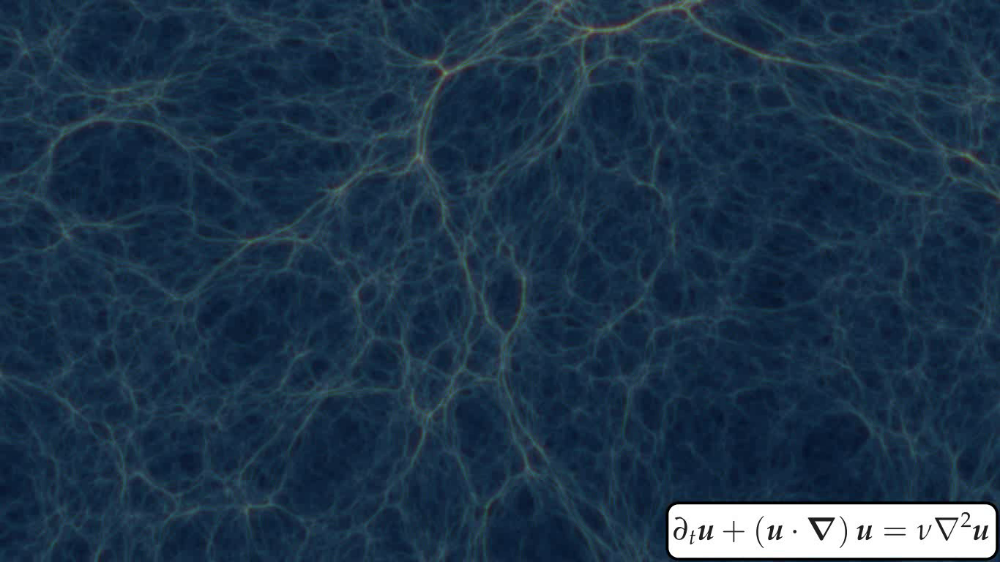 ∂ₜu + (u · ∇) u = ν∇²u